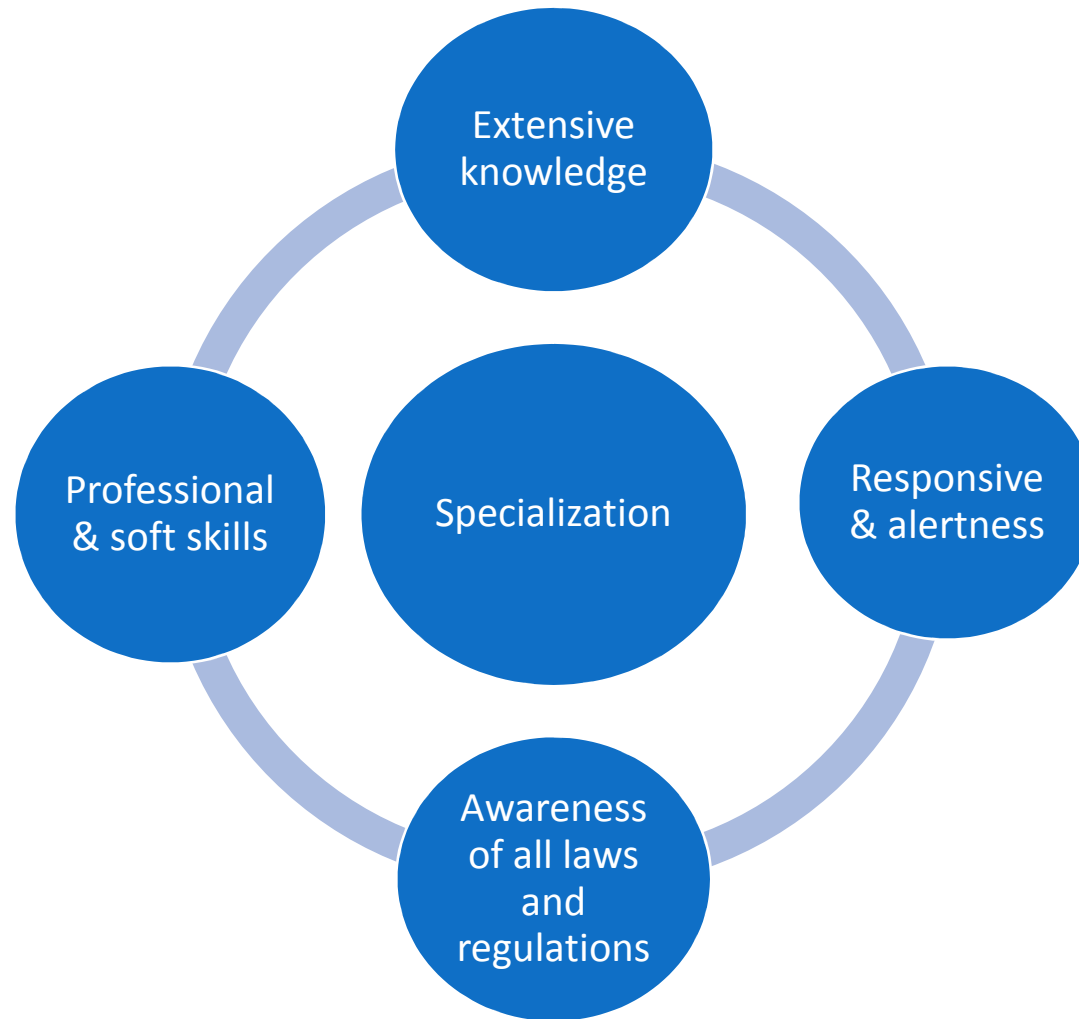 Extensive
knowledge
Professional
& soft skills
Specialization
Responsive
& alertness
Awareness
of all laws
and
regulations